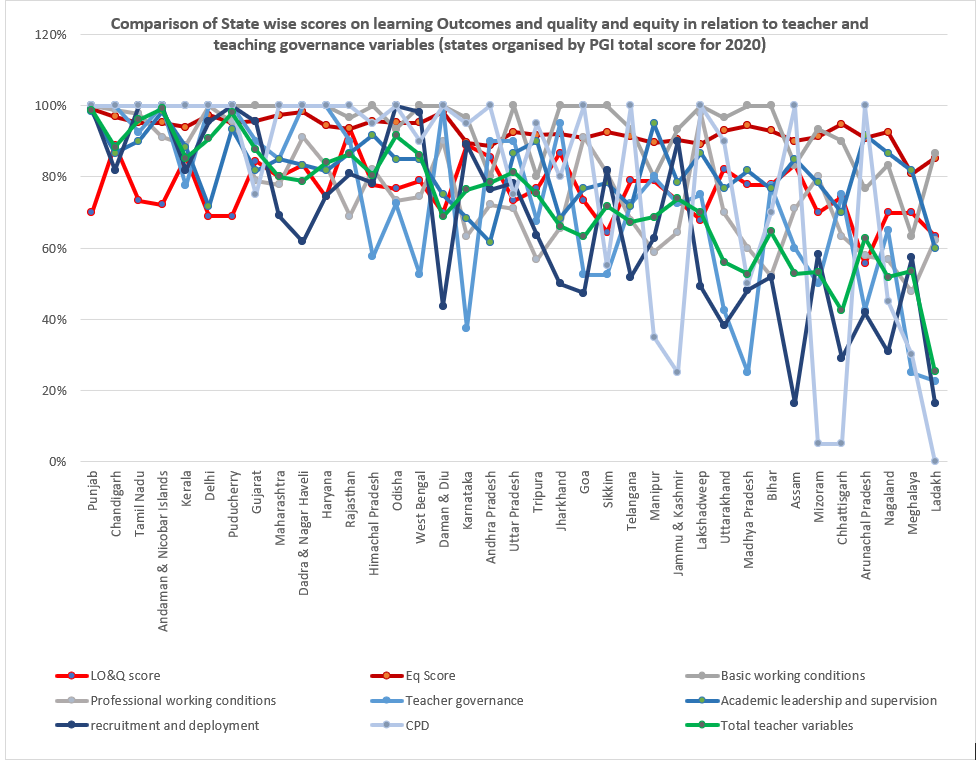 Comparison of State wise scores on learning Outcomes and quality and equity in relation to teacher and
teaching governance variables (states organised by PGI total score for 2020)
120%
100%
80%
60%
40%
20%
0%
Punjab
Chandigarh
Tamil Nadu
Andaman & Nicobar Islands
Kerala
Delhi
Puducherry
Gujarat
Maharashtra
Dadra & Nagar Haveli
Haryana
Rajasthan
Himachal Pradesh
Odisha
West Bengal
Daman & Diu
Karnataka
Andhra Pradesh
Uttar Pradesh
Tripura
Jharkhand
Goa
Sikkim
Telangana
Manipur
Jammu & Kashmir
Lakshadweep
Uttarakhand
Madhya Pradesh
Bihar
Assam
Mizoram
Chhattisgarh
Arunachal Pradesh
Nagaland
Meghalaya
Ladakh
LO&Q score
Eq Score
Basic working conditions
Professional working conditions
Teacher governance
Academic leadership and supervision
recruitment and deployment
CPD
Total teacher variables